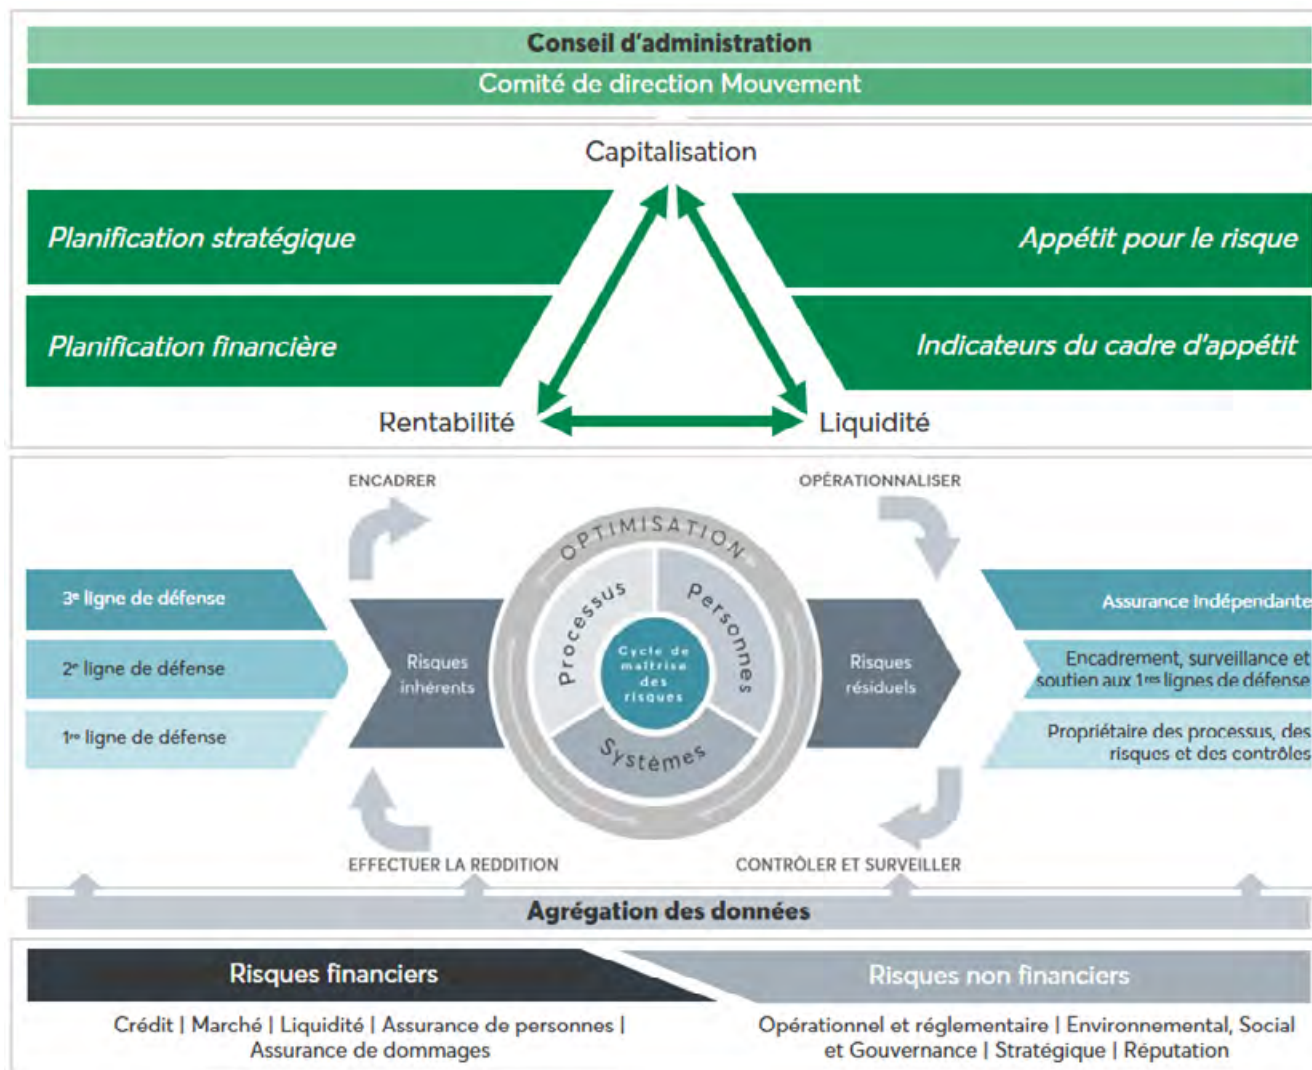 Conseil d'administration
Comité de direction Mouvement
Capitalisation
Planification stratégique
Appétit pour le risque
Planification financière
Indicateurs du cadre d'appétit
Rentabilité
Liquidité
ENCADRER
OPÉRATIONNALISER
OPTIMISATION
Processus
Personnes
Systèmes
Cycle de
maîtrise
des
risques
3e ligne de défense
2e ligne de défense
1re ligne de défense
Risques
inhérents
Risques
résiduels
Assurance Indépendante
Encadrement, surveillance et
soutien aux 1res lignes de défense
Propriétaire des processus, des
risques et des contrôles
EFFECTUER LA REDDITION
CONTRÔLER ET SURVEILLER
Agrégation des données
Risques financiers
Risques non financiers
Crédit | Marché | Liquidité | Assurance de personnes |
Assurance de dommages
Opérationnel et réglementaire | Environnemental, Social
et Gouvernance | Stratégique | Réputation